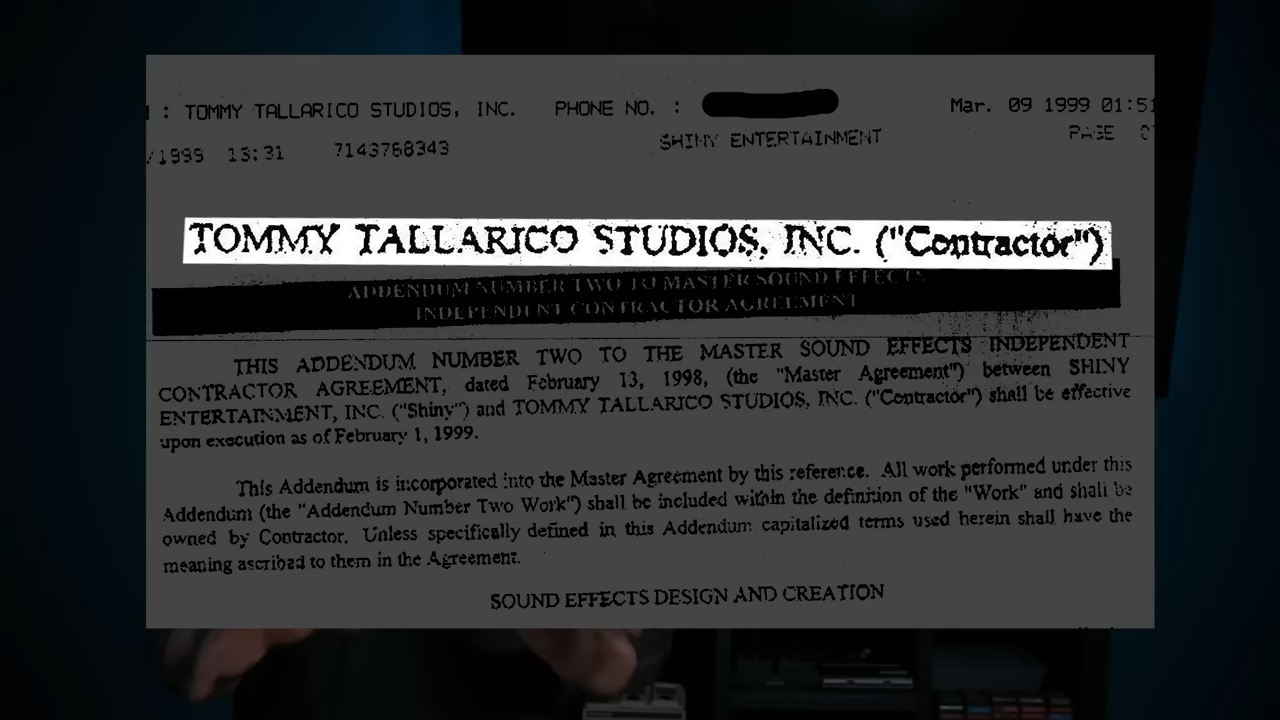 : TOMMY TALLARICO STUDIOS, INC. PHONE NO. : Mar. 09 1999 01:51
/1999 13:31 7143768343 SHINY ENTERTAINMENT PAGE
TOMMY TALLARICO STUDIOS, INC. ("Contractor")
ADDENDUM NUMBER TWO TO MASTER SOUND EFFECTS
INDEPENDENT CONTRACTOR AGREEMENT
THIS ADDENDUM NUMBER TWO TO THE MASTER SOUND EFFECTS INDEPENDENT
CONTRACTOR AGREEMENT, dated February 13, 1998, (the "Master Agreement") between SHINY
ENTERTAINMENT, INC. ("Shiny") and TOMMY TALLARICO STUDIOS, INC. ("Contractor") shall be effective
upon execution as of February 1, 1999.
This Addendum is incorporated into the Master Agreement by this reference. All work performed under this
Addendum (the "Addendum Number Two Work") shall be included within the definition of the "Work" and shall be
owned by Contractor. Unless specifically defined in this Addendum capitalized terms used herein shall have the
meaning ascribed to them in the Agreement.
SOUND EFFECTS DESIGN AND CREATION